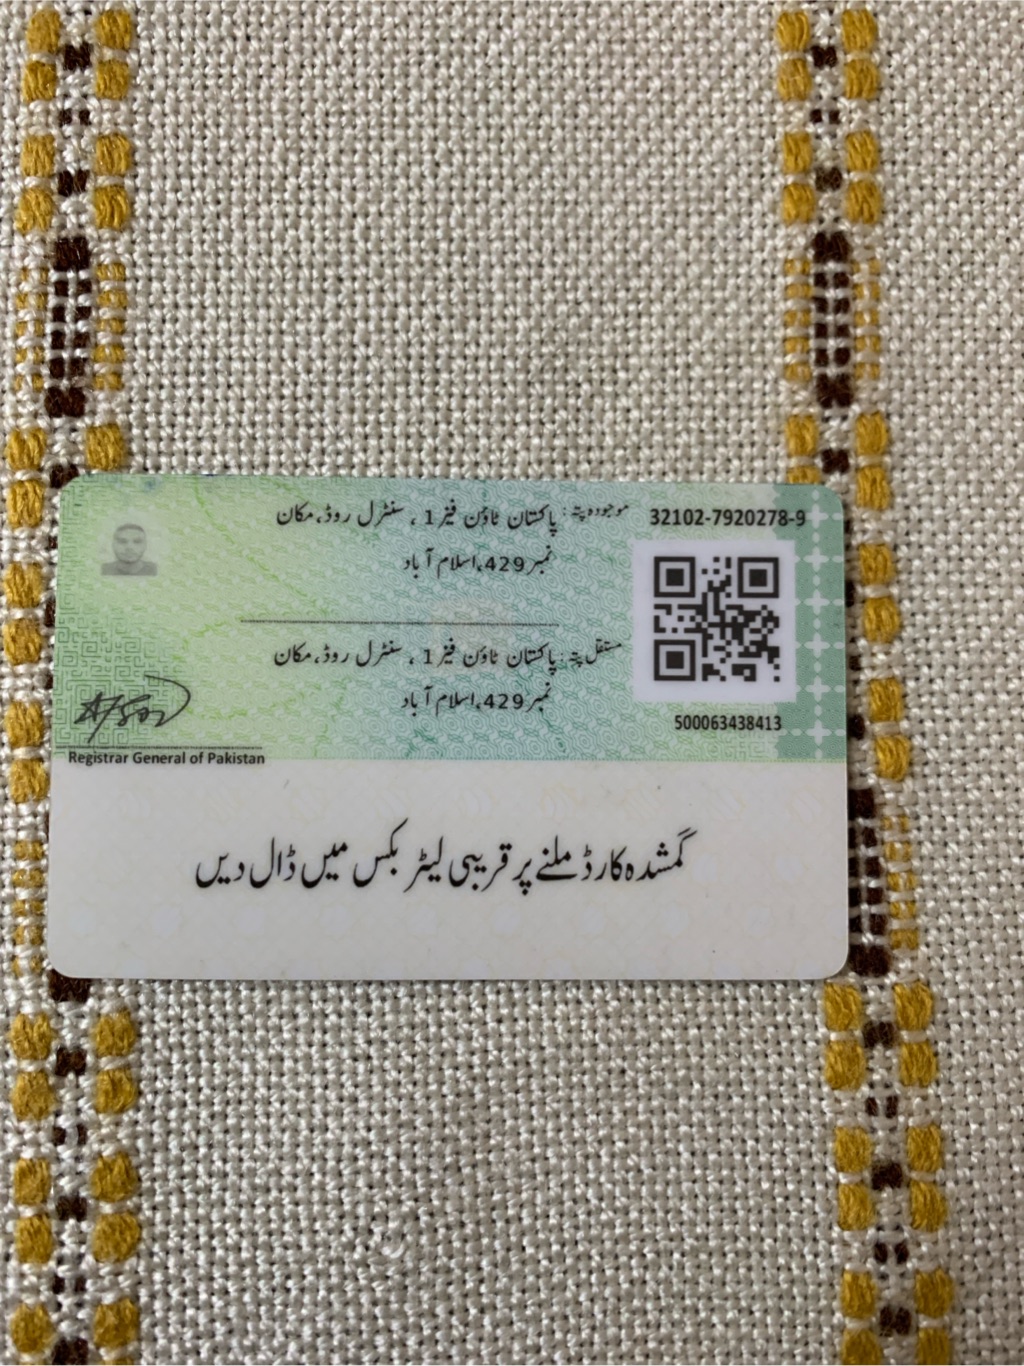 32102-7920278-9
موجودہ پتہ: پاکستان ٹاؤن فیز 1 ، سنٹرل روڈ، مکان
نمبر 429، اسلام آباد
مستقل پتہ: پاکستان ٹاؤن فیز 1 ، سنٹرل روڈ، مکان
نمبر 429، اسلام آباد
500063438413
Registrar General of Pakistan
گمشدہ کارڈ ملنے پر قریبی لیٹر بکس میں ڈال دیں